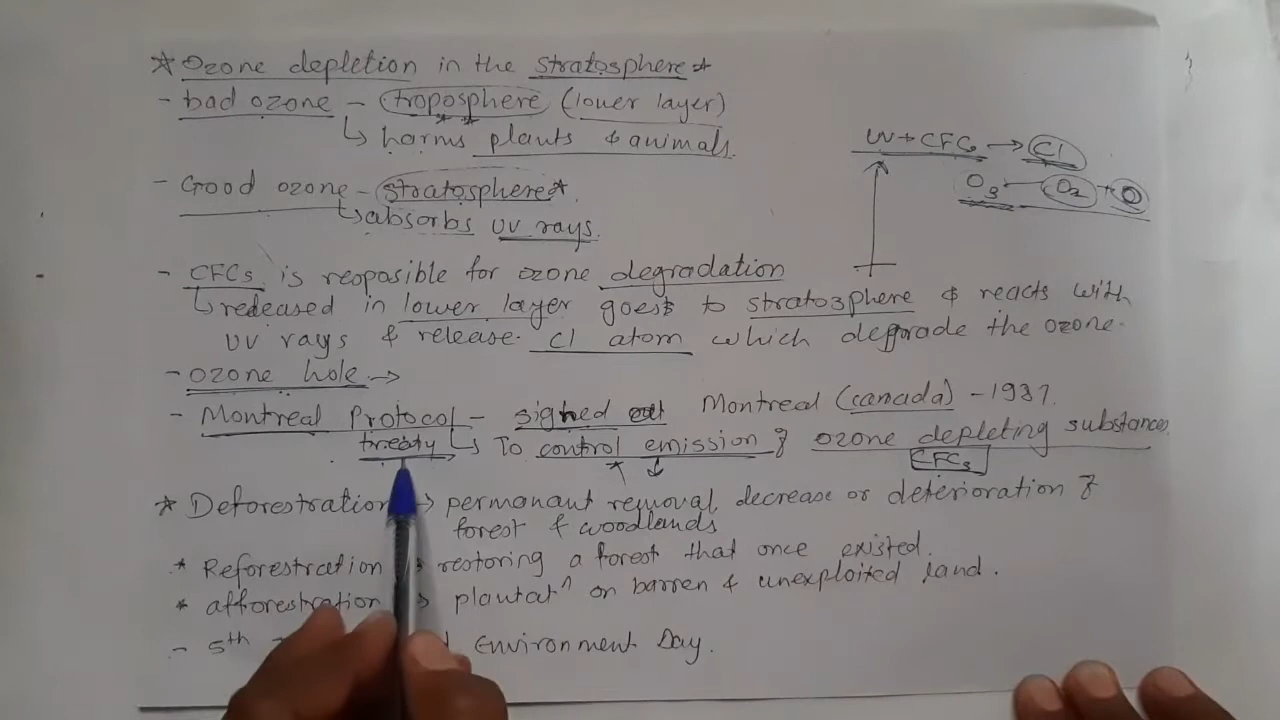 * Ozone depletion in the stratosphere *
- bad ozone - troposphere (lower layer)
↳ harms plants & animals.
UV + CFCs → Cl
O3 — O2 + O
- Good ozone - stratosphere *.
↳ absorbs UV rays.
- CFCs is reoposible for ozone degradation
↳ released in lower layer goes to stratosphere & reacts with
UV rays & release. Cl atom which degrade the ozone.
- Ozone hole. →
- Montreal Protocol - signed Montreal (canada) - 1987.
treaty ↳ To control emission of ozone depleting substances
CFCs
* Deforestration → permanant removal, decrease or deterioration of
forest & woodlands
* Reforestration restoring a forest that once existed.
* afforestration → plantatⁿ on barren & unexploited land.
- 5th Environment Day.